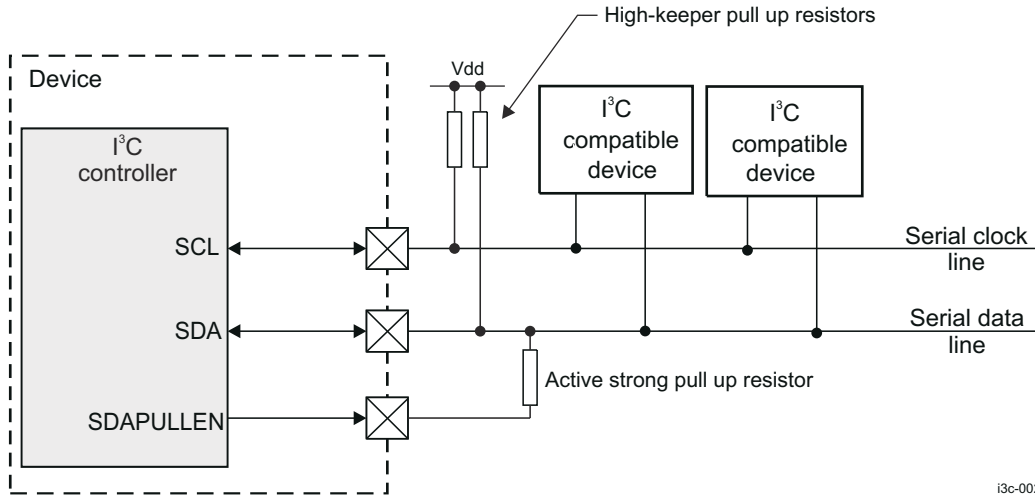 High-keeper pull up resistors
Device
Vdd
I³C
controller
I³C
compatible
device
I³C
compatible
device
SCL
Serial clock
line
SDA
Serial data
line
Active strong pull up resistor
SDAPULLEN